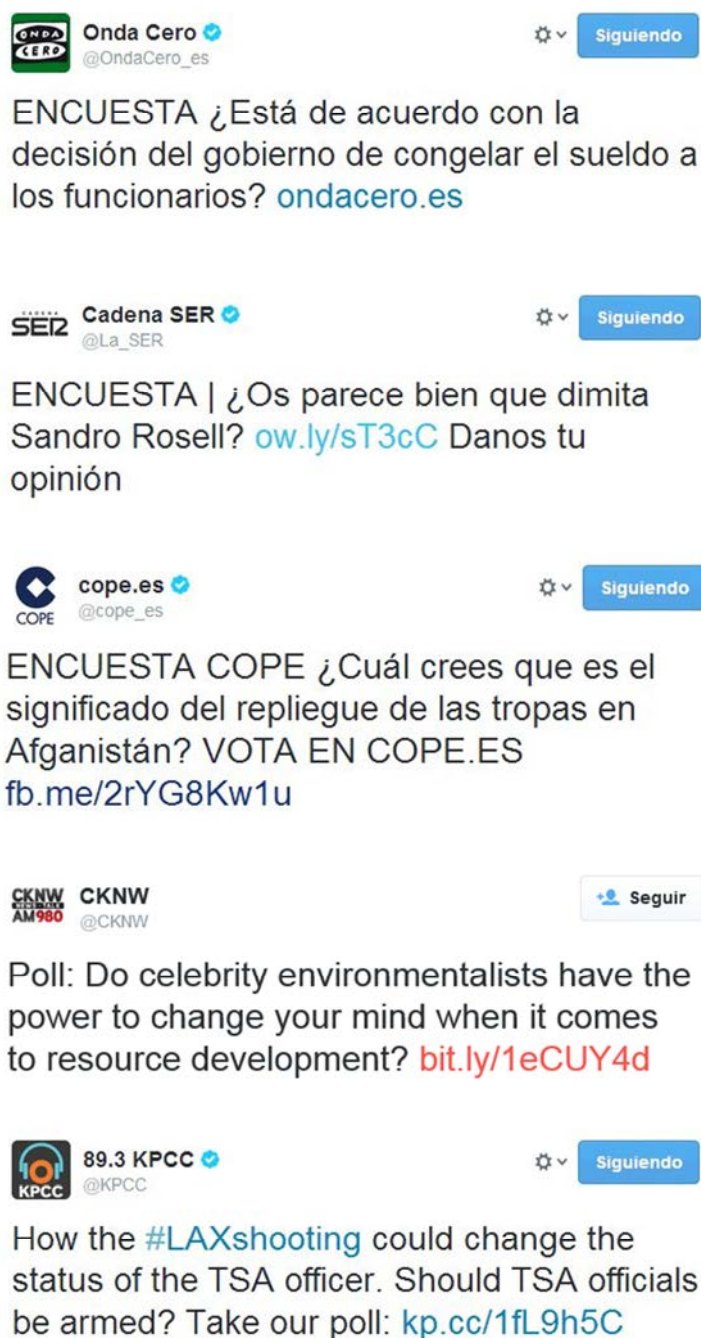 ONDA
CERO
Onda Cero
@OndaCero_es
Siguiendo
ENCUESTA ¿Está de acuerdo con la
decisión del gobierno de congelar el sueldo a
los funcionarios? ondacero.es
CADENA
SER
Cadena SER
@La_SER
Siguiendo
ENCUESTA | ¿Os parece bien que dimita
Sandro Rosell? ow.ly/sT3cC Danos tu
opinión
COPE
cope.es
@cope_es
Siguiendo
ENCUESTA COPE ¿Cuál crees que es el
significado del repliegue de las tropas en
Afganistán? VOTA EN COPE.ES
fb.me/2rYG8Kw1u
CKNW
NEWS TALK
AM980
CKNW
@CKNW
Seguir
Poll: Do celebrity environmentalists have the
power to change your mind when it comes
to resource development? bit.ly/1eCUY4d
KPCC
89.3 KPCC
@KPCC
Siguiendo
How the #LAXshooting could change the
status of the TSA officer. Should TSA officials
be armed? Take our poll: kp.cc/1fL9h5C